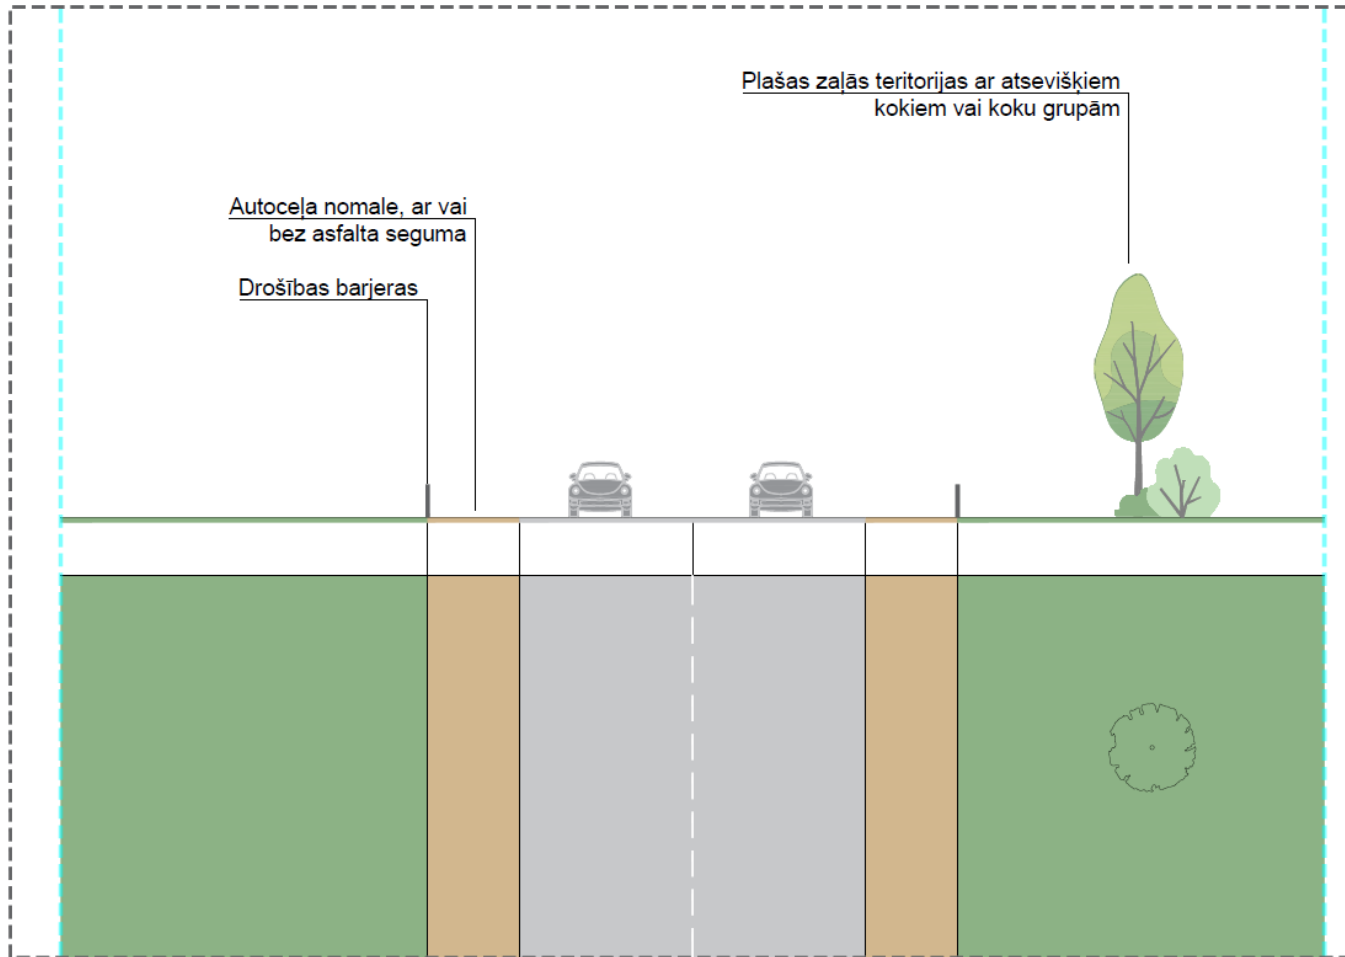 Plašas zaļās teritorijas ar atsevišķiem
kokiem vai koku grupām
Autoceļa nomale, ar vai
bez asfalta seguma
Drošības barjeras